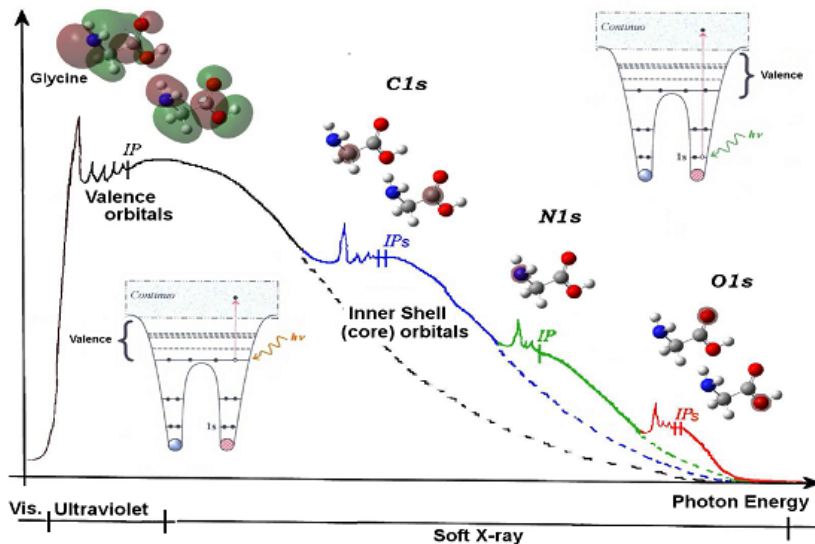 Glycine
C1s
Continuo
Valence
1s
hν
IP
Valence
orbitals
IPs
N1s
Continuo
Valence
hν
1s
Inner Shell
(core) orbitals
IP
O1s
IPs
Photon Energy
Vis.
Ultraviolet
Soft X-ray